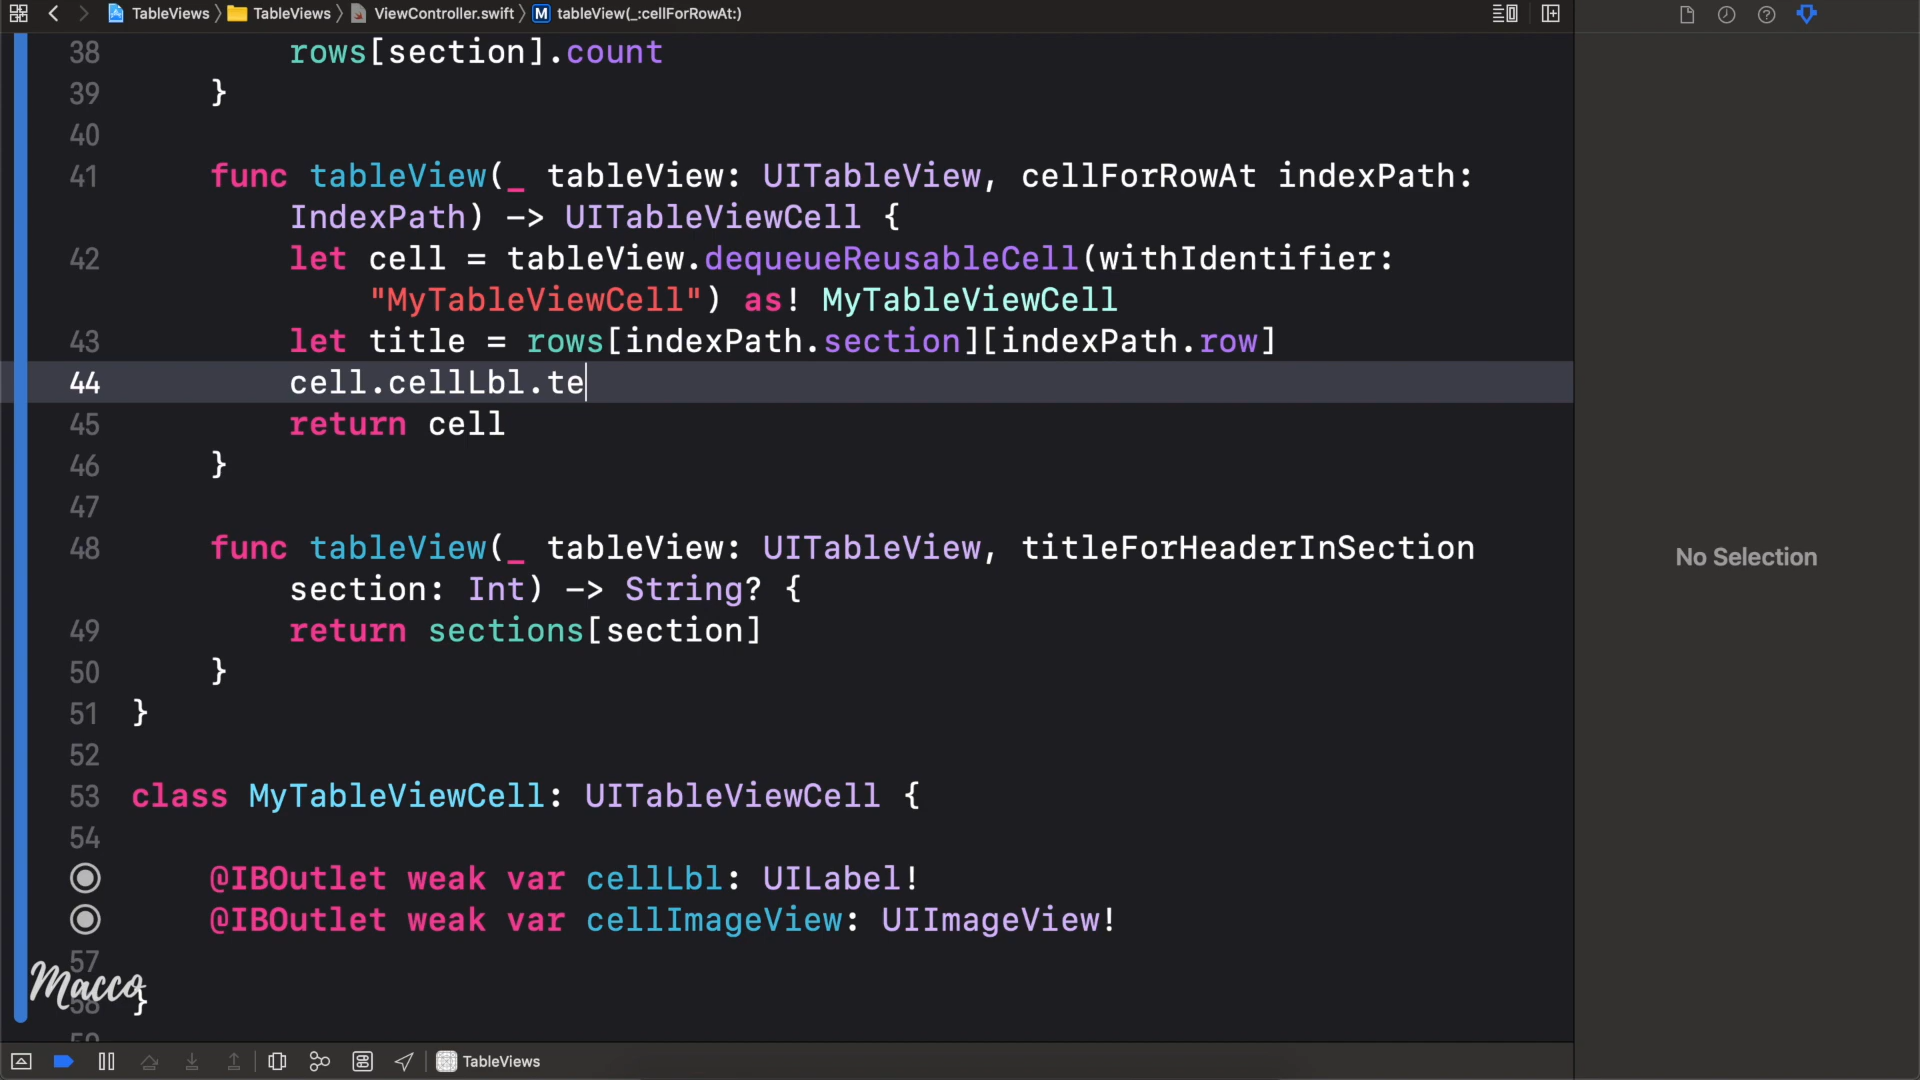 TableViews TableViews ViewController.swift M tableView(_:cellForRowAt:)
38 rows[section].count
39 }
40
41 func tableView(_ tableView: UITableView, cellForRowAt indexPath:
IndexPath) -> UITableViewCell {
42 let cell = tableView.dequeueReusableCell(withIdentifier:
"MyTableViewCell") as! MyTableViewCell
43 let title = rows[indexPath.section][indexPath.row]
44 cell.cellLbl.te
45 return cell
46 }
47
48 func tableView(_ tableView: UITableView, titleForHeaderInSection
section: Int) -> String? {
No Selection
49 return sections[section]
50 }
51 }
52
53 class MyTableViewCell: UITableViewCell {
54
@IBOutlet weak var cellLbl: UILabel!
@IBOutlet weak var cellImageView: UIImageView!
57
Macco
58 }
TableViews